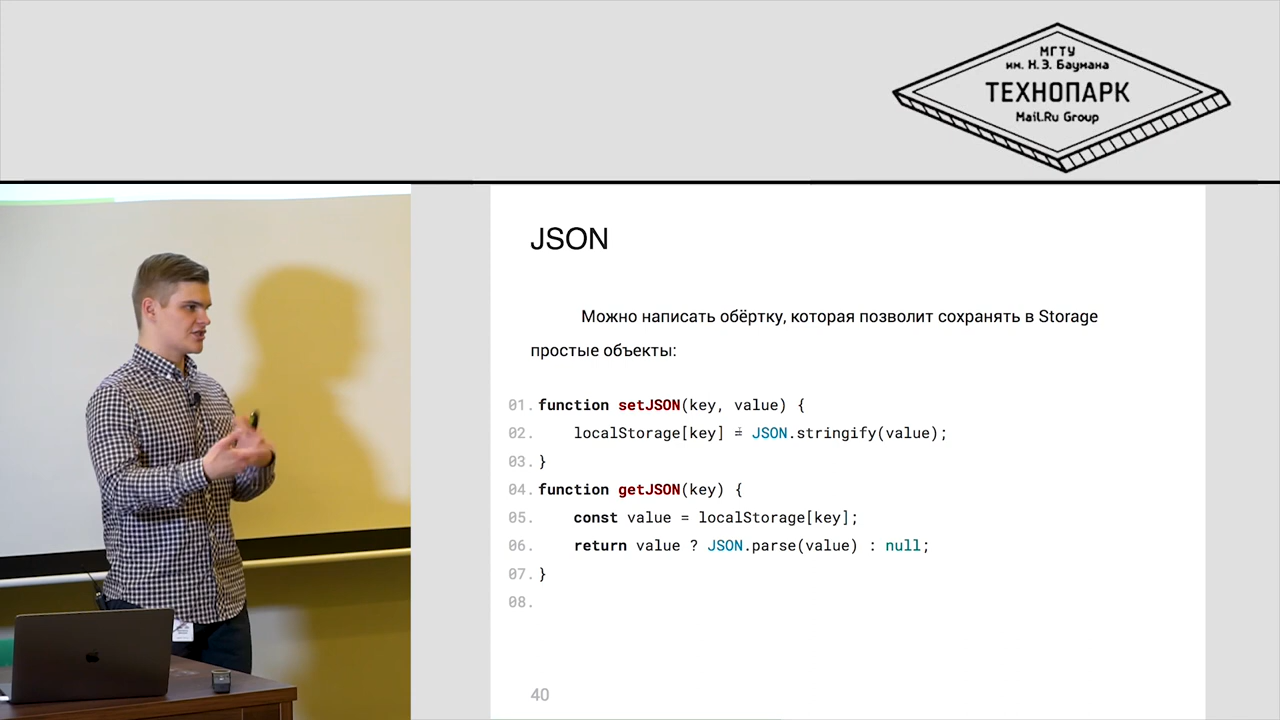 МГТУ
им. Н.Э. Баумана
ТЕХНОПАРК
Mail.Ru Group
JSON
Можно написать обёртку, которая позволит сохранять в Storage
простые объекты:
01. function setJSON(key, value) {
02. localStorage[key] = JSON.stringify(value);
03. }
04. function getJSON(key) {
05. const value = localStorage[key];
06. return value ? JSON.parse(value) : null;
07. }
08.
40